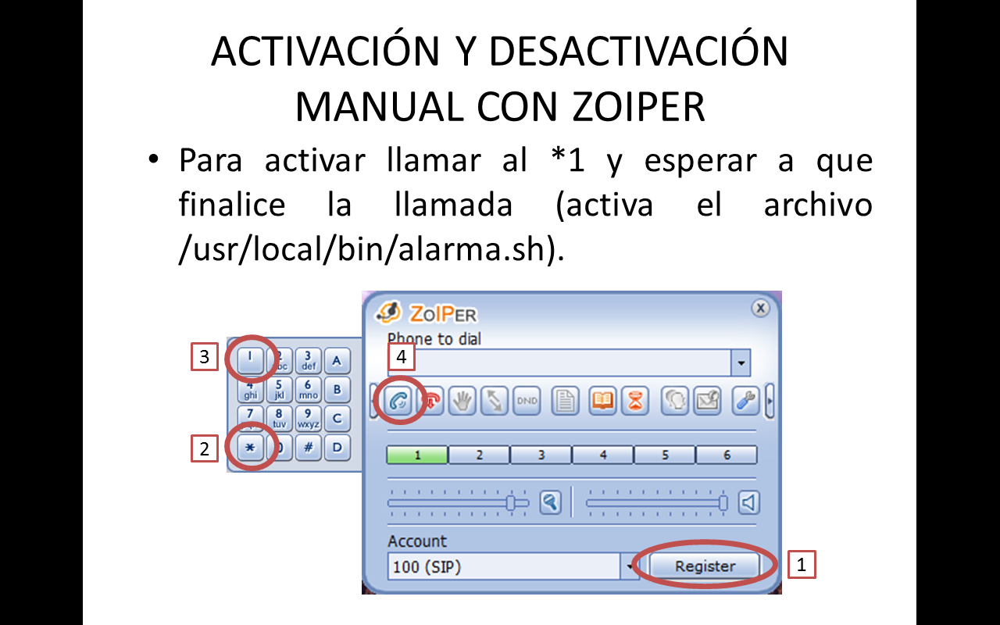 ACTIVACIÓN Y DESACTIVACIÓN
MANUAL CON ZOIPER
• Para activar llamar al *1 y esperar a que
finalice la llamada (activa el archivo
/usr/local/bin/alarma.sh).
ZoIPER
Phone to dial
3
4
1 2 3 A
abc def
4 5 6 B
ghi jkl mno
DND
7 8 9 C
tuv wxyz
2
* 0 # D
1 2 3 4 5 6
Account
100 (SIP)
Register
1